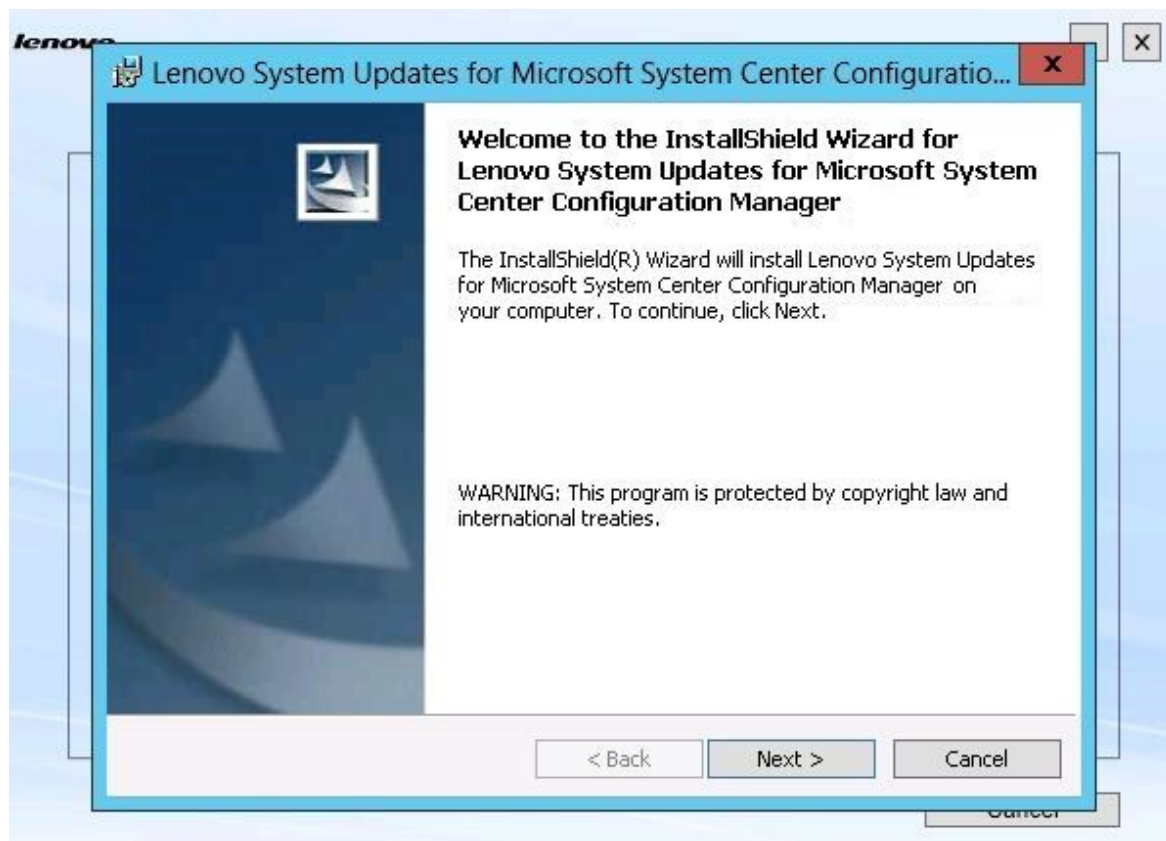 lenovo
Lenovo System Updates for Microsoft System Center Configuratio...
Welcome to the InstallShield Wizard for
Lenovo System Updates for Microsoft System
Center Configuration Manager
The InstallShield(R) Wizard will install Lenovo System Updates
for Microsoft System Center Configuration Manager on
your computer. To continue, click Next.
WARNING: This program is protected by copyright law and
international treaties.
< Back
Next >
Cancel
Cancel